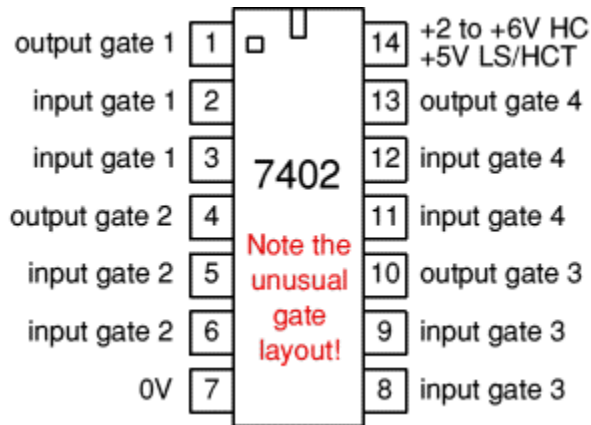 output gate 1 1
input gate 1 2
input gate 1 3
output gate 2 4
input gate 2 5
input gate 2 6
0V 7
7402
Note the
unusual
gate
layout!
14 +2 to +6V HC
+5V LS/HCT
13 output gate 4
12 input gate 4
11 input gate 4
10 output gate 3
9 input gate 3
8 input gate 3